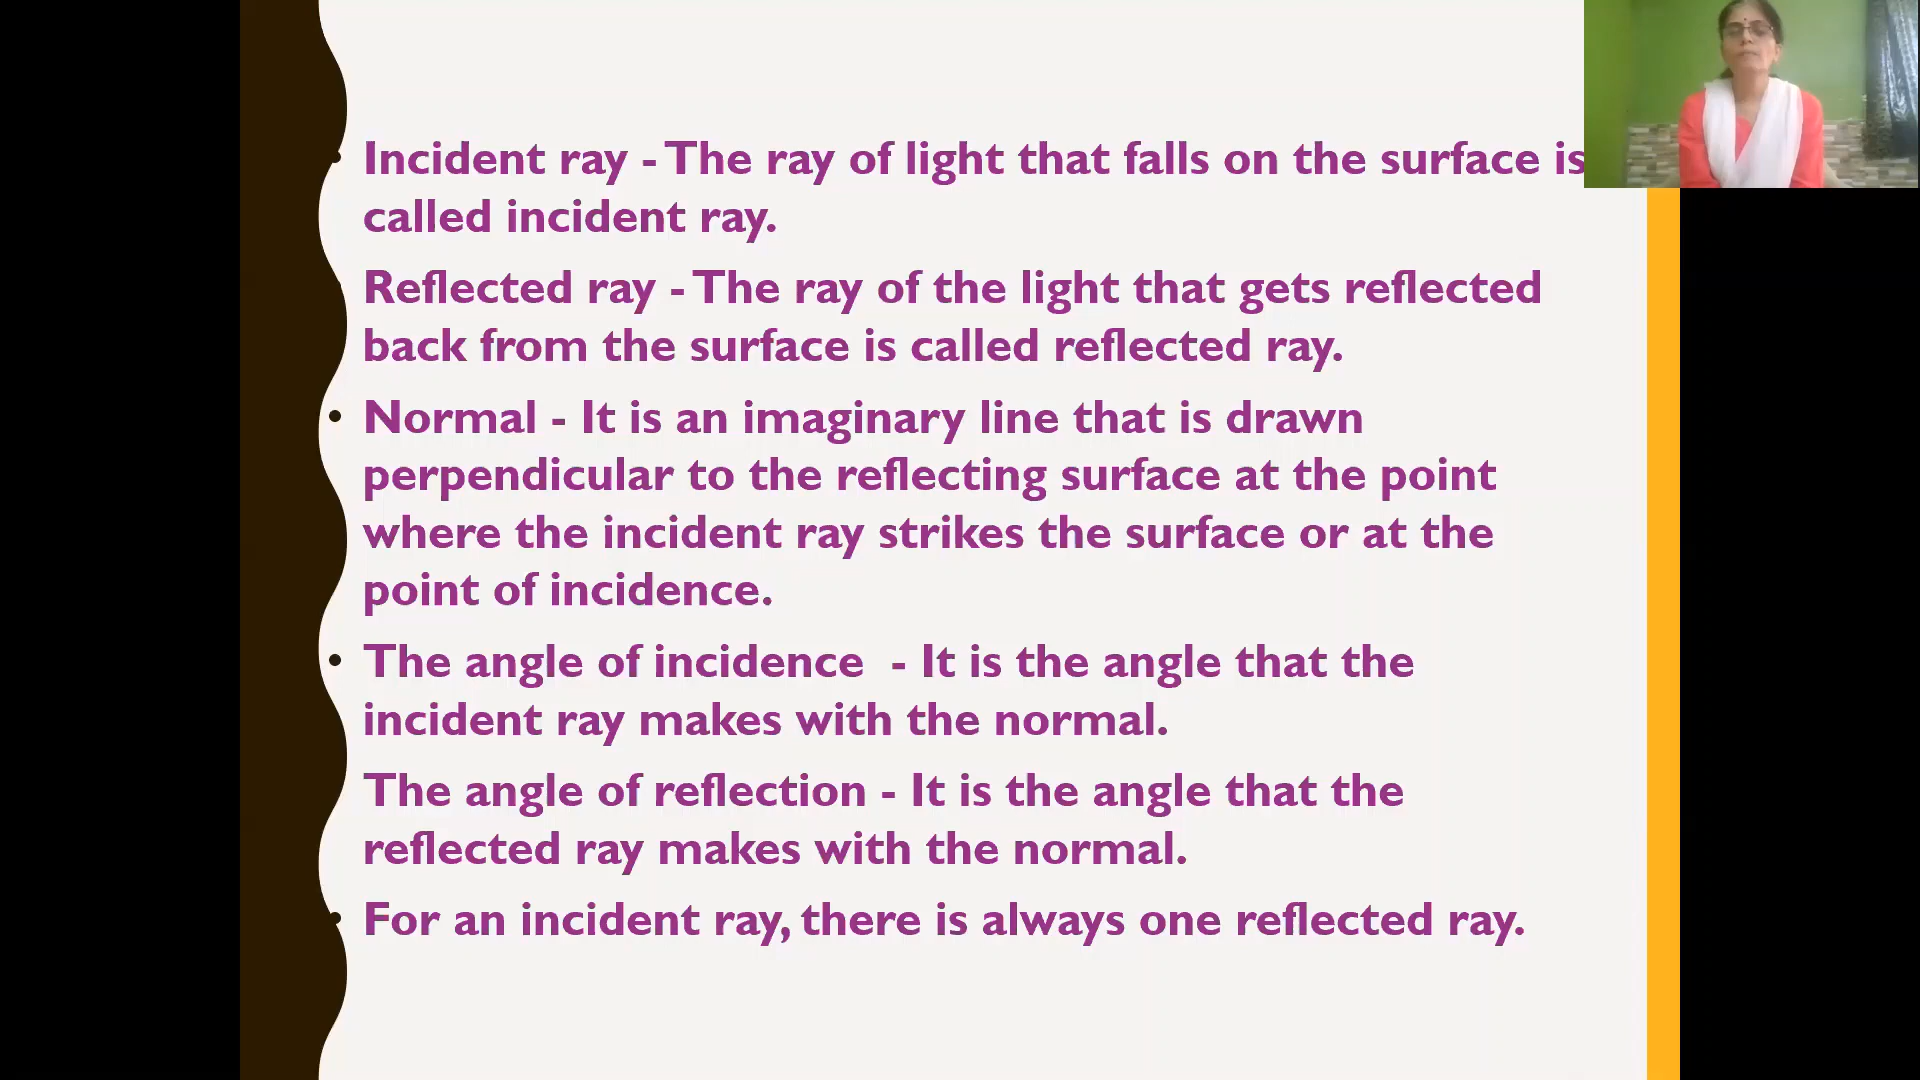 • Incident ray - The ray of light that falls on the surface is
called incident ray.
Reflected ray - The ray of the light that gets reflected
back from the surface is called reflected ray.
• Normal - It is an imaginary line that is drawn
perpendicular to the reflecting surface at the point
where the incident ray strikes the surface or at the
point of incidence.
• The angle of incidence - It is the angle that the
incident ray makes with the normal.
The angle of reflection - It is the angle that the
reflected ray makes with the normal.
• For an incident ray, there is always one reflected ray.